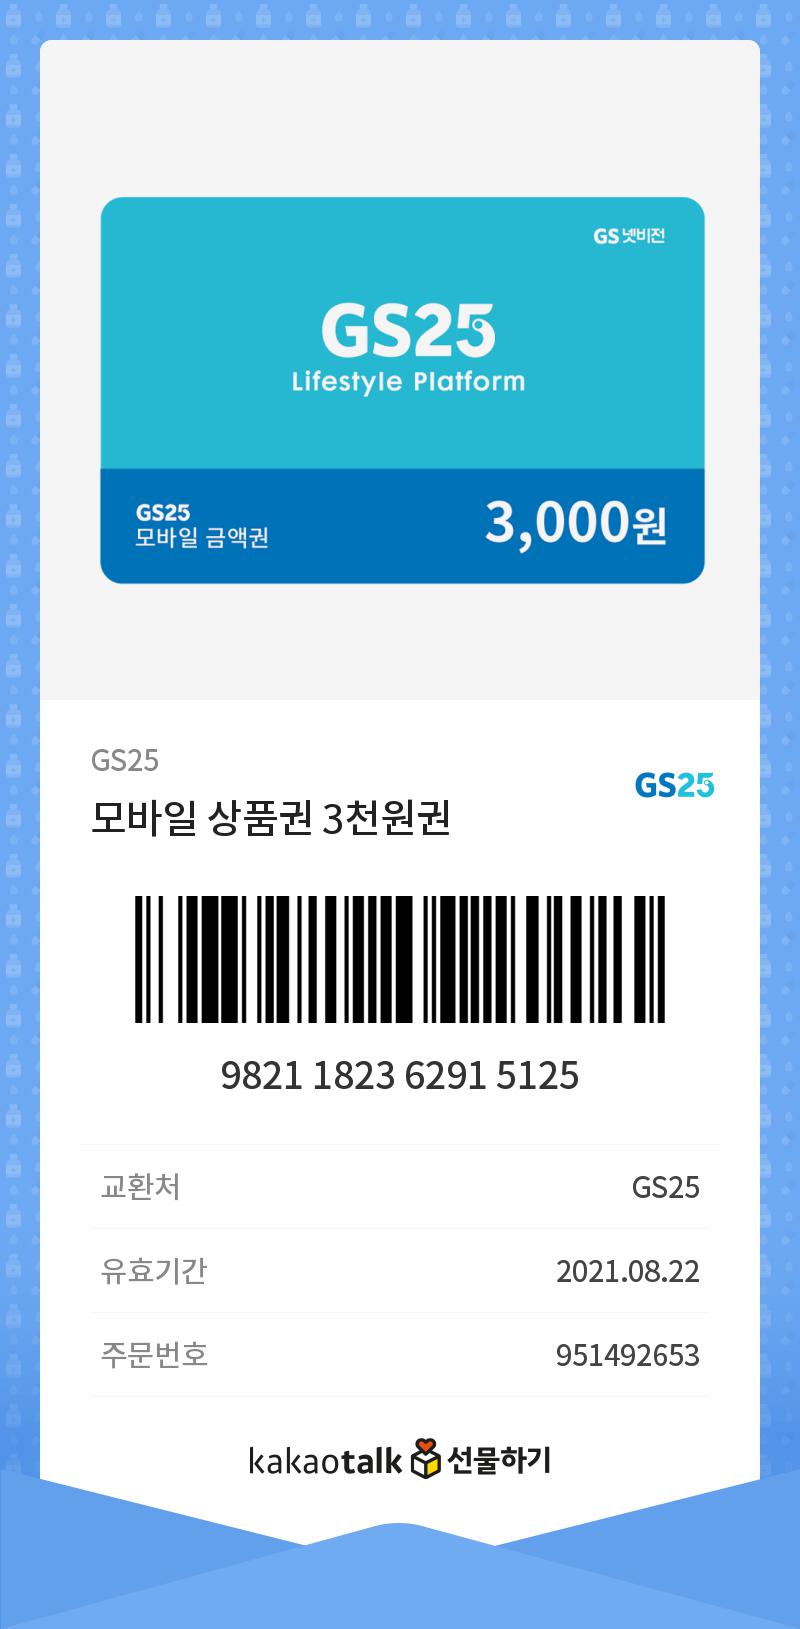 GS넷비전
GS25
Lifestyle Platform
GS25
모바일 금액권
3,000원
GS25
GS25
모바일 상품권 3천원권
9821 1823 6291 5125
교환처 GS25
유효기간 2021.08.22
주문번호 951492653
kakaotalk 선물하기